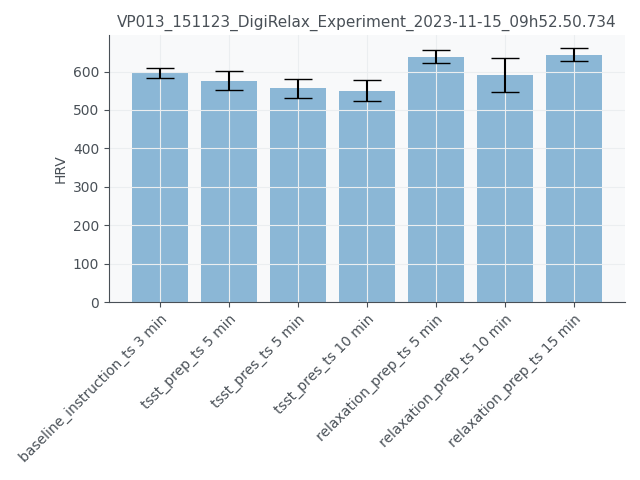 VP013_151123_DigiRelax_Experiment_2023-11-15_09h52.50.734
HRV
600
500
400
300
200
100
0
baseline_instruction_ts 3 min
tsst_prep_ts 5 min
tsst_pres_ts 5 min
tsst_pres_ts 10 min
relaxation_prep_ts 5 min
relaxation_prep_ts 10 min
relaxation_prep_ts 15 min